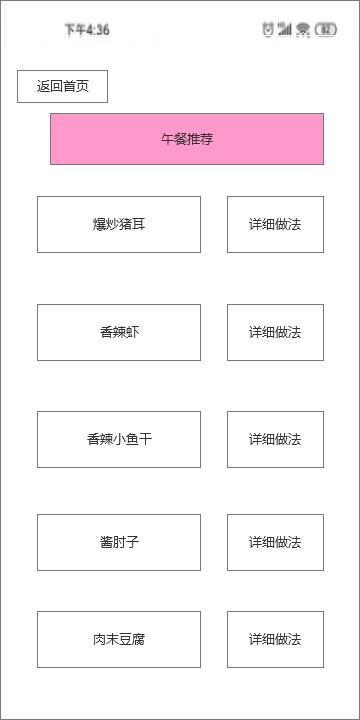 下午4:36 82
返回首页
午餐推荐
爆炒猪耳 详细做法
香辣虾 详细做法
香辣小鱼干 详细做法
酱肘子 详细做法
肉末豆腐 详细做法